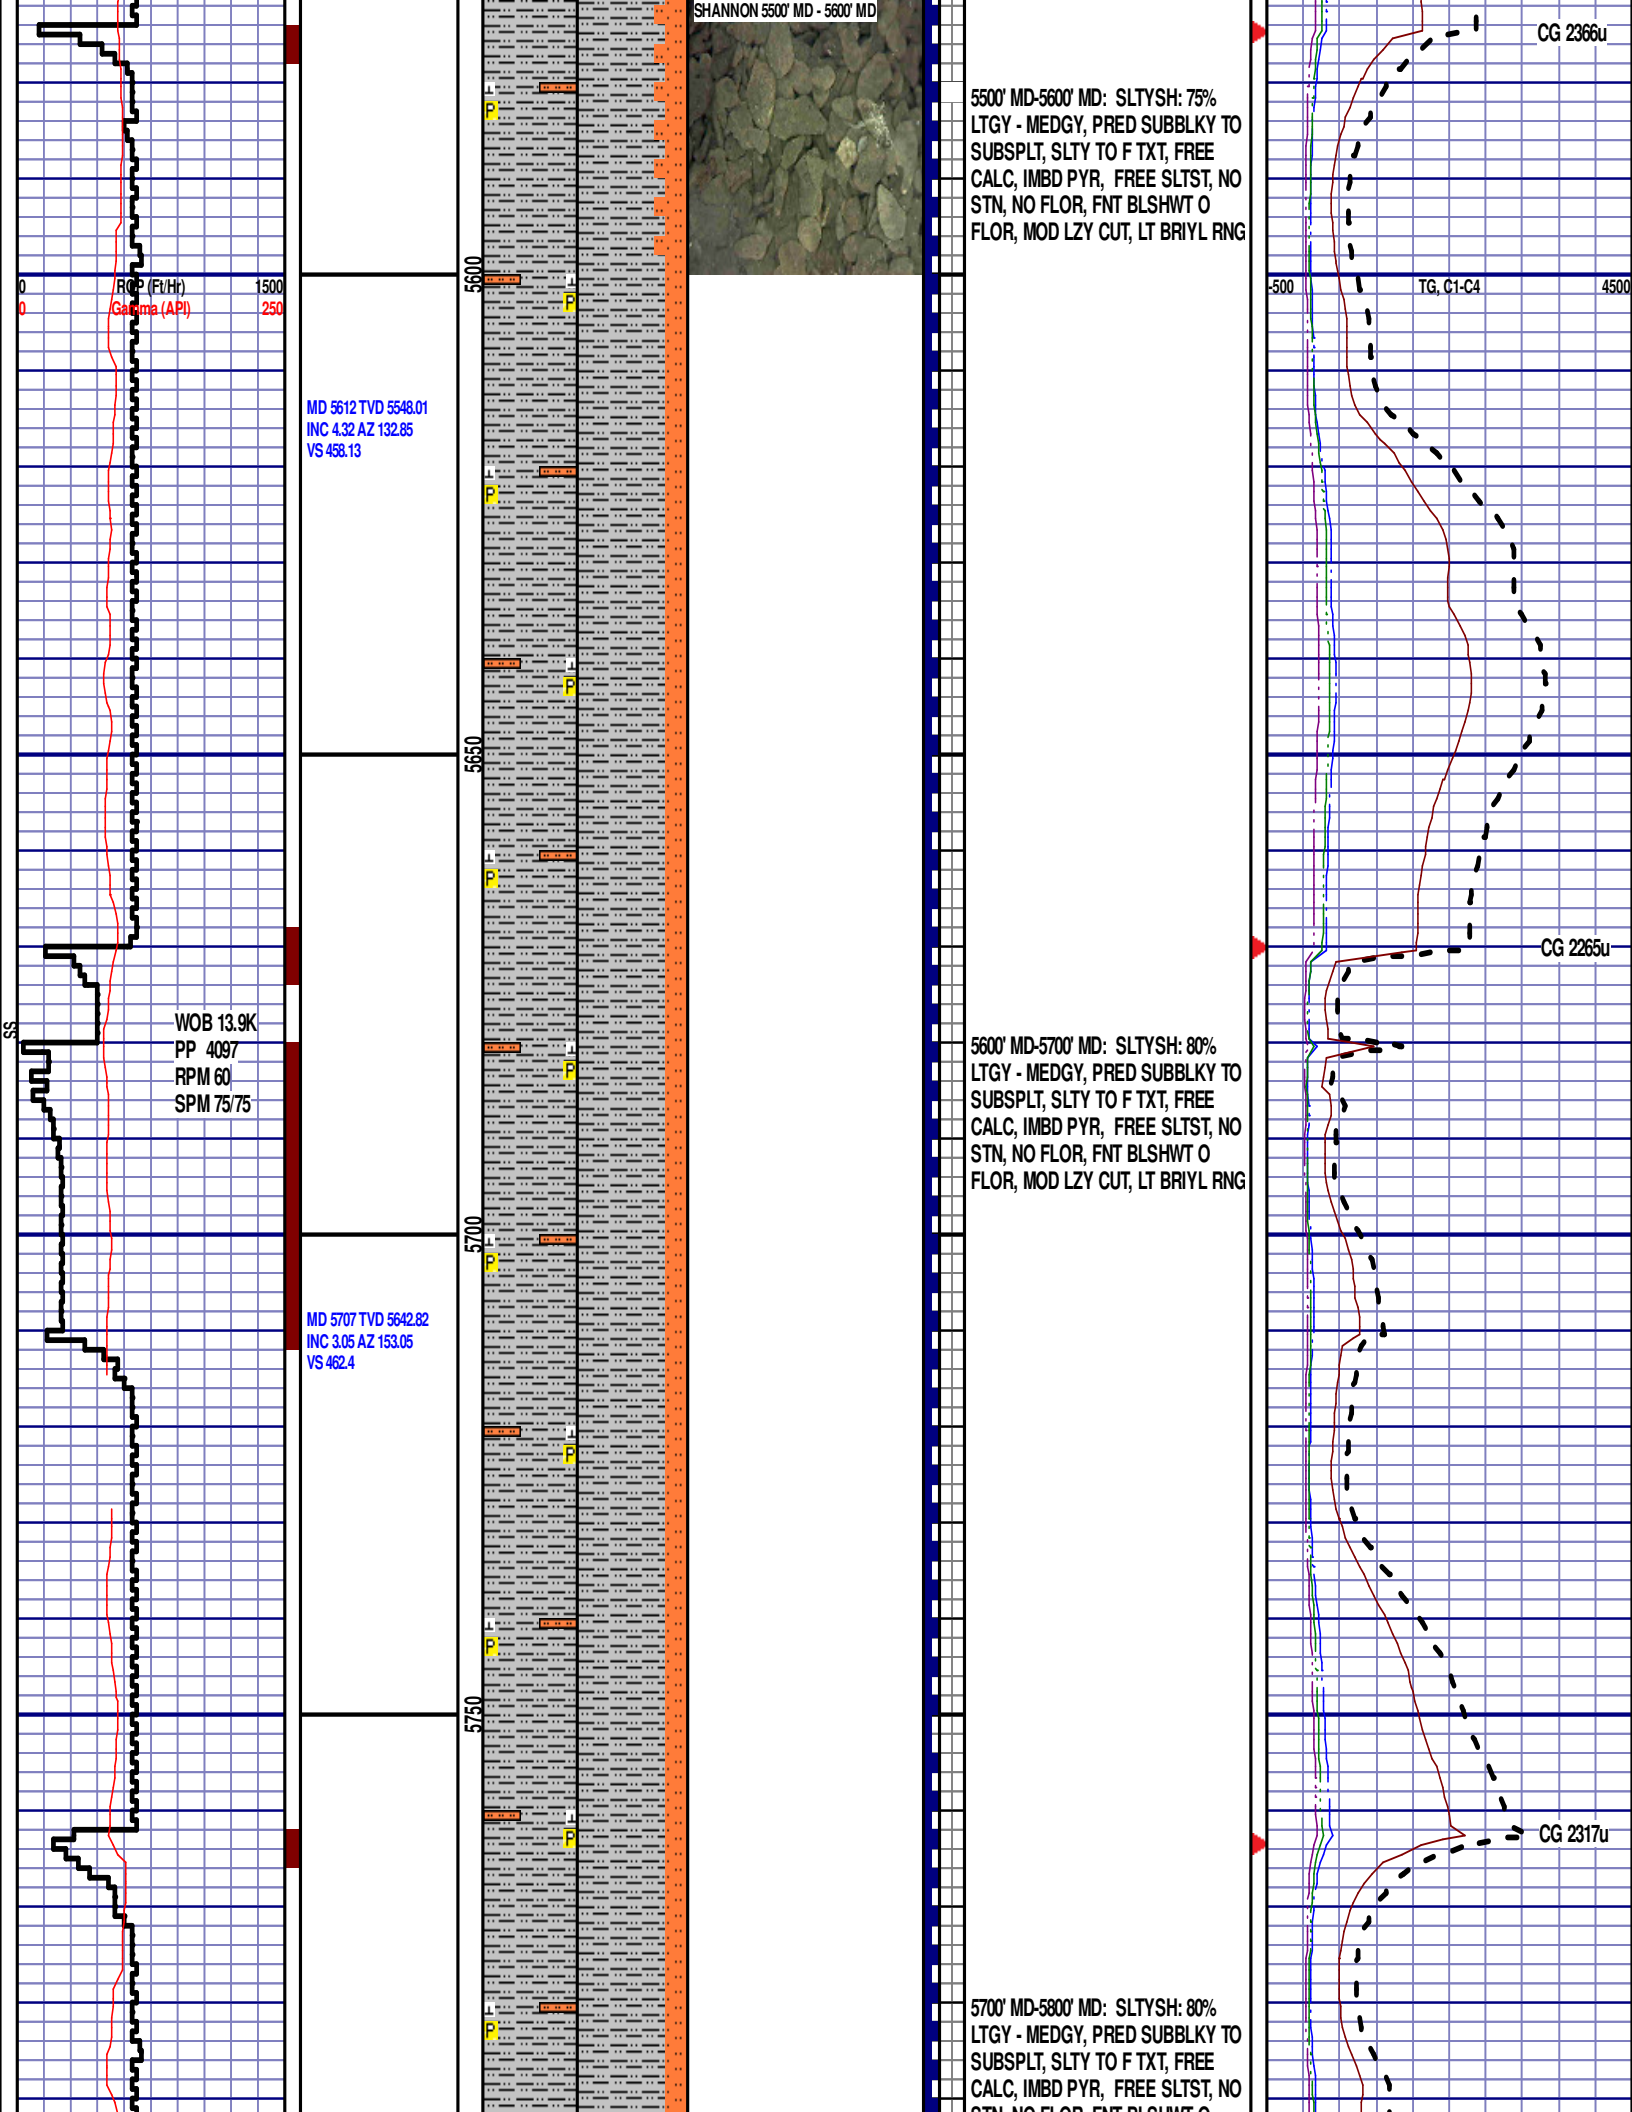 SHANNON 5500' MD - 5600' MD
CG 2366u
5500' MD-5600' MD:  SLTYSH: 75%
LTGY - MEDGY, PRED SUBBLKY TO
SUBSPLT, SLTY TO F TXT, FREE
CALC, IMBD PYR,  FREE SLTST, NO
STN, NO FLOR, FNT BLSHWT O
FLOR, MOD LZY CUT, LT BRIYL RNG
P
5600
0 ROP (Ft/Hr) 1500
0 Gamma (API) 250
-500 TG, C1-C4 4500
P
MD 5612 TVD 5548.01
INC 4.32 AZ 132.85
VS 458.13
P
P
5650
P
CG 2265u
SS
WOB 13.9K
PP  4097
RPM 60
SPM 75/75
5600' MD-5700' MD:  SLTYSH: 80%
LTGY - MEDGY, PRED SUBBLKY TO
SUBSPLT, SLTY TO F TXT, FREE
CALC, IMBD PYR,  FREE SLTST, NO
STN, NO FLOR, FNT BLSHWT O
FLOR, MOD LZY CUT, LT BRIYL RNG
P
5700
P
MD 5707 TVD 5642.82
INC 3.05 AZ 153.05
VS 462.4
P
P
5750
P
CG 2317u
5700' MD-5800' MD:  SLTYSH: 80%
LTGY - MEDGY, PRED SUBBLKY TO
SUBSPLT, SLTY TO F TXT, FREE
CALC, IMBD PYR,  FREE SLTST, NO
STN, NO FLOR, FNT BLSHWT O
P